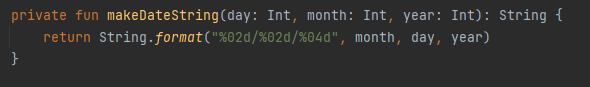 private fun makeDateString(day: Int, month: Int, year: Int): String {
    return String.format("%02d/%02d/%04d", month, day, year)
}